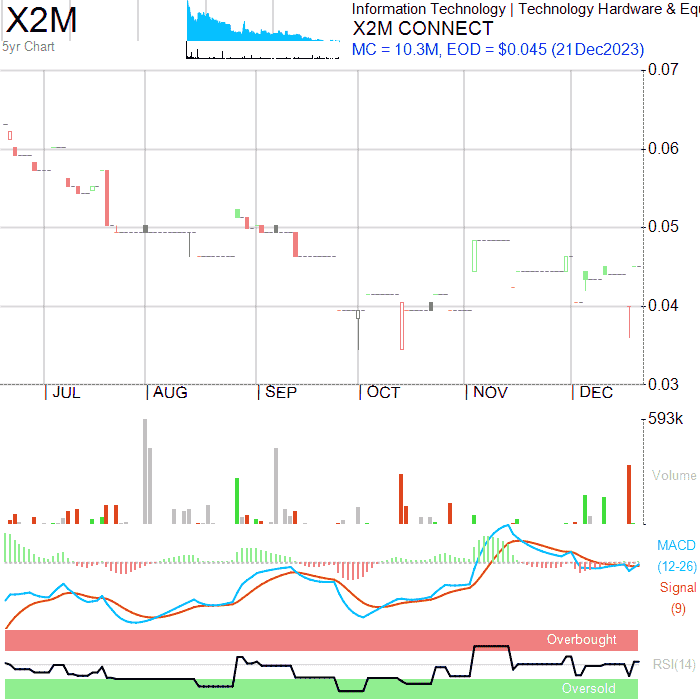 X2M
5yr Chart
Information Technology | Technology Hardware & Equ
X2M CONNECT
MC = 10.3M, EOD = $0.045 (21Dec2023)
0.07
0.06
0.05
0.04
0.03
JUL AUG SEP OCT NOV DEC
593k
Volume
MACD
(12-26)
Signal
(9)
Overbought
RSI(14)
Oversold